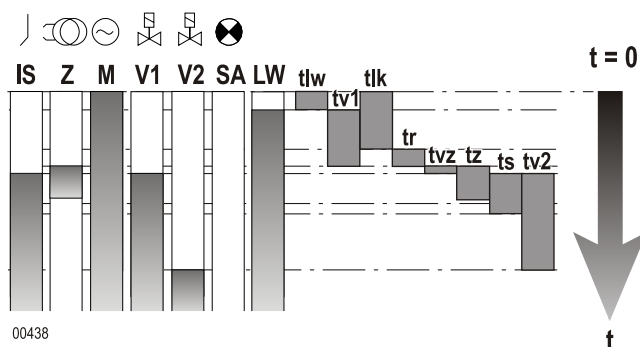 t = 0
IS Z M V1 V2 SA LW tlw tlk
tv1
tr
tvz tz ts tv2
00438
t